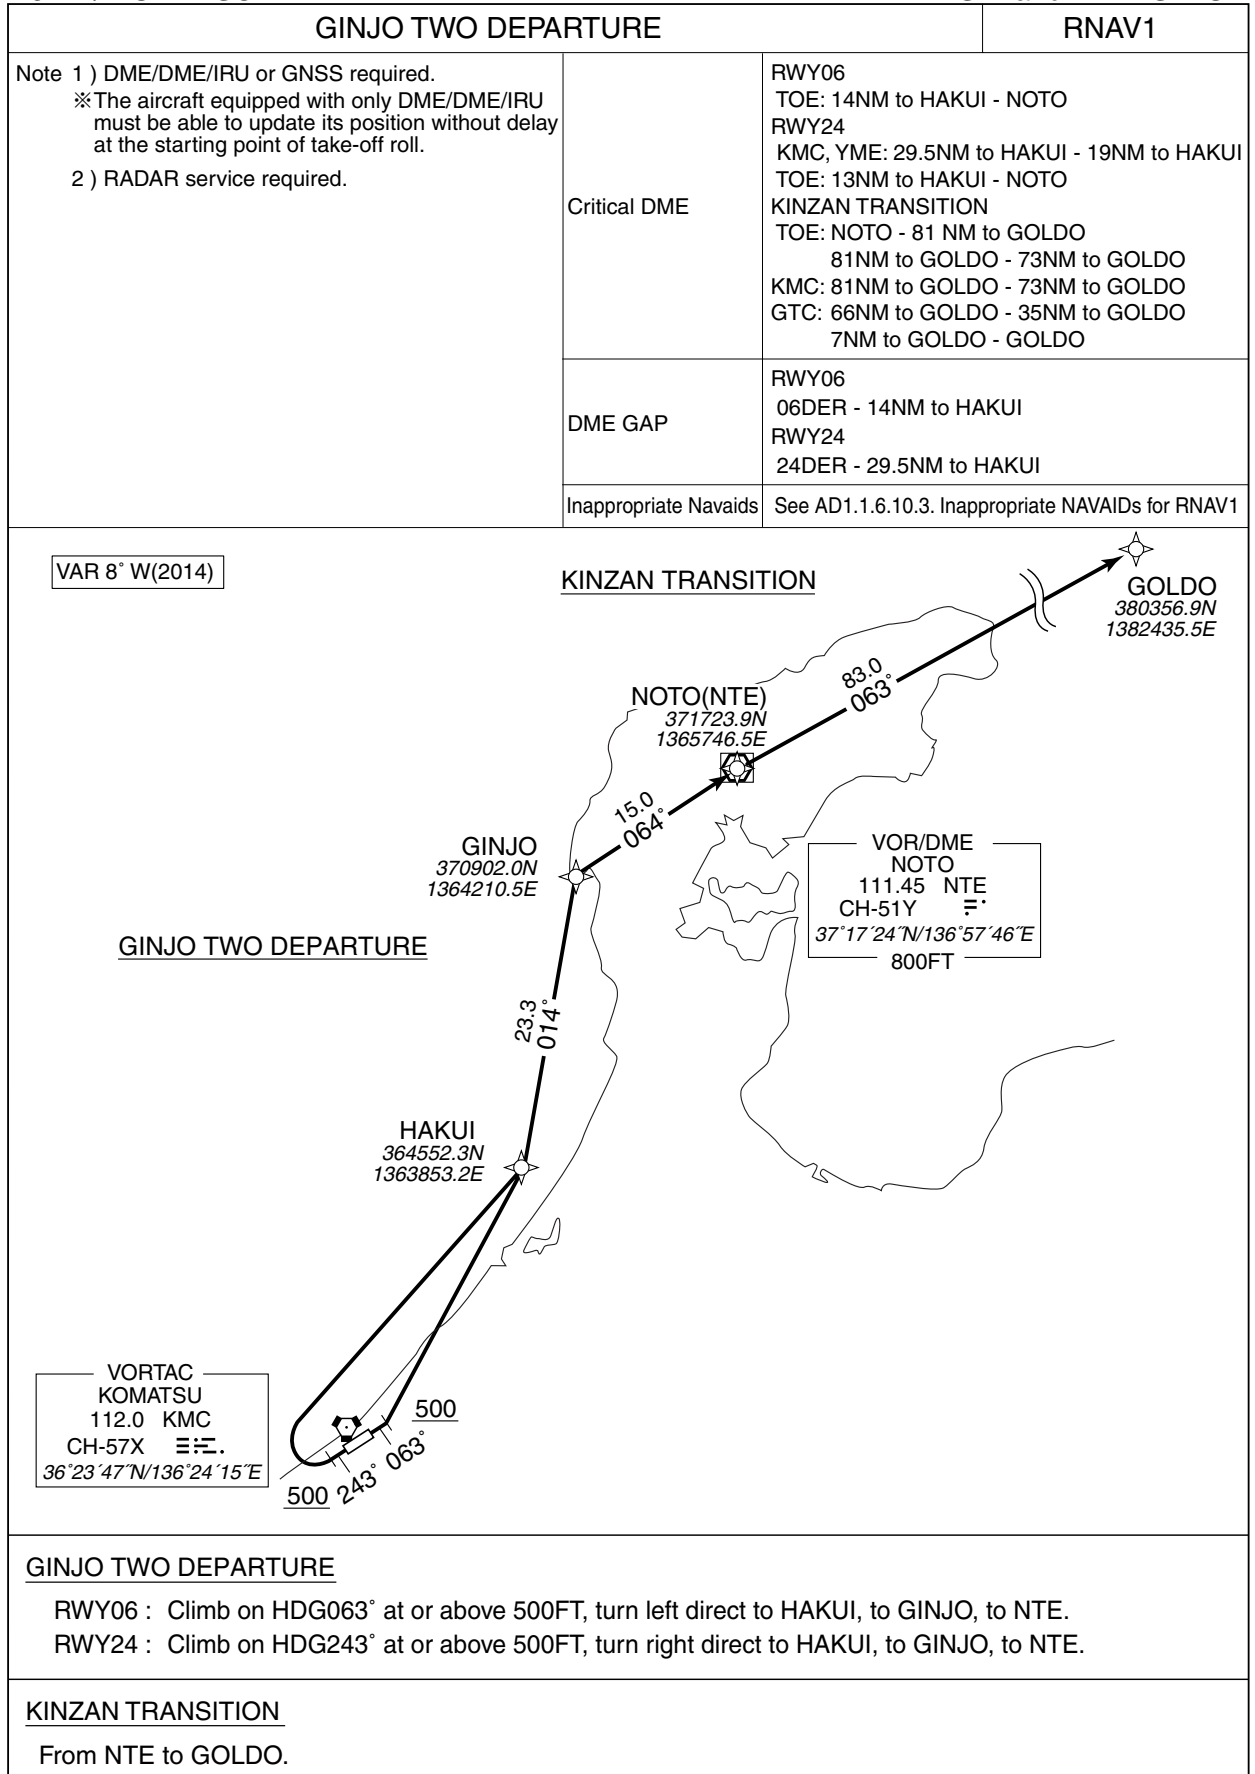 GINJO TWO DEPARTURE
RNAV1
Note 1 ) DME/DME/IRU or GNSS required.
※The aircraft equipped with only DME/DME/IRU
must be able to update its position without delay
at the starting point of take-off roll.
2 ) RADAR service required.
Critical DME
RWY06
TOE: 14NM to HAKUI - NOTO
RWY24
KMC, YME: 29.5NM to HAKUI - 19NM to HAKUI
TOE: 13NM to HAKUI - NOTO
KINZAN TRANSITION
TOE: NOTO - 81 NM to GOLDO
81NM to GOLDO - 73NM to GOLDO
KMC: 81NM to GOLDO - 73NM to GOLDO
GTC: 66NM to GOLDO - 35NM to GOLDO
7NM to GOLDO - GOLDO
DME GAP
RWY06
06DER - 14NM to HAKUI
RWY24
24DER - 29.5NM to HAKUI
Inappropriate Navaids
See AD1.1.6.10.3. Inappropriate NAVAIDs for RNAV1
VAR 8˚ W(2014)
KINZAN TRANSITION
GOLDO
380356.9N
1382435.5E
83.0
063˚
NOTO(NTE)
371723.9N
1365746.5E
15.0
064˚
GINJO
370902.0N
1364210.5E
VOR/DME
NOTO
111.45 NTE
CH-51Y
37˚17´24˝N/136˚57´46˝E
800FT
GINJO TWO DEPARTURE
23.3
014˚
HAKUI
364552.3N
1363853.2E
VORTAC
KOMATSU
112.0 KMC
CH-57X
36˚23´47˝N/136˚24´15˝E
500
063˚
243˚
500
GINJO TWO DEPARTURE
RWY06 : Climb on HDG063˚ at or above 500FT, turn left direct to HAKUI, to GINJO, to NTE.
RWY24 : Climb on HDG243˚ at or above 500FT, turn right direct to HAKUI, to GINJO, to NTE.
KINZAN TRANSITION
From NTE to GOLDO.